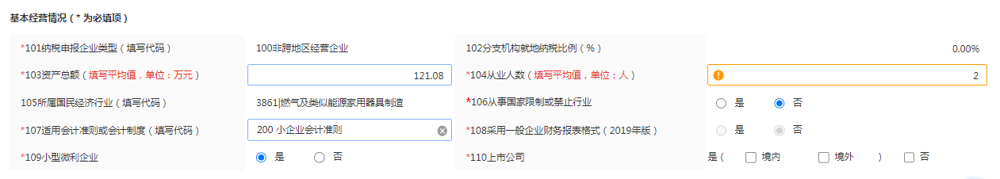 基本经营情况（* 为必填项）
*101纳税申报企业类型（填写代码） 100非跨地区经营企业 102分支机构就地纳税比例（%） 0.00%
*103资产总额（填写平均值，单位：万元） 121.08 *104从业人数（填写平均值，单位：人） 2
105所属国民经济行业（填写代码） 3861|燃气及类似能源家用器具制造 *106从事国家限制或禁止行业 是 否
*107适用会计准则或会计制度（填写代码） 200 小企业会计准则 *108采用一般企业财务报表格式（2019年版） 是 否
*109小型微利企业 是 否 *110上市公司 是（ 境内 境外 ） 否